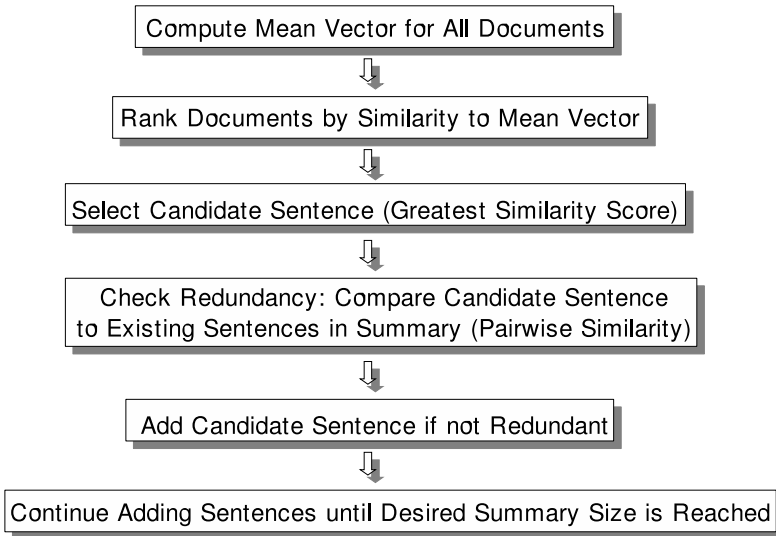 Compute Mean Vector for All Documents
Rank Documents by Similarity to Mean Vector
Select Candidate Sentence (Greatest Similarity Score)
Check Redundancy: Compare Candidate Sentence
to Existing Sentences in Summary (Pairwise Similarity)
Add Candidate Sentence if not Redundant
Continue Adding Sentences until Desired Summary Size is Reached